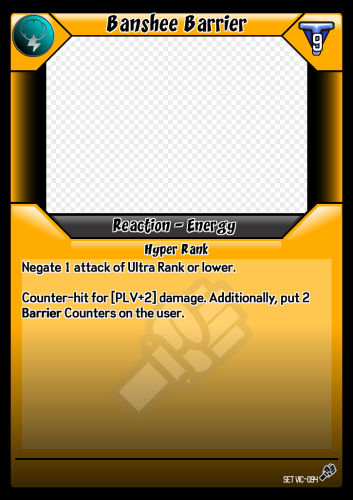 Banshee Barrier
9
Reaction - Energy
Hyper Rank
Negate 1 attack of Ultra Rank or lower.
Counter-hit for [PLV+2] damage. Additionally, put 2
Barrier Counters on the user.
SET VIC-094